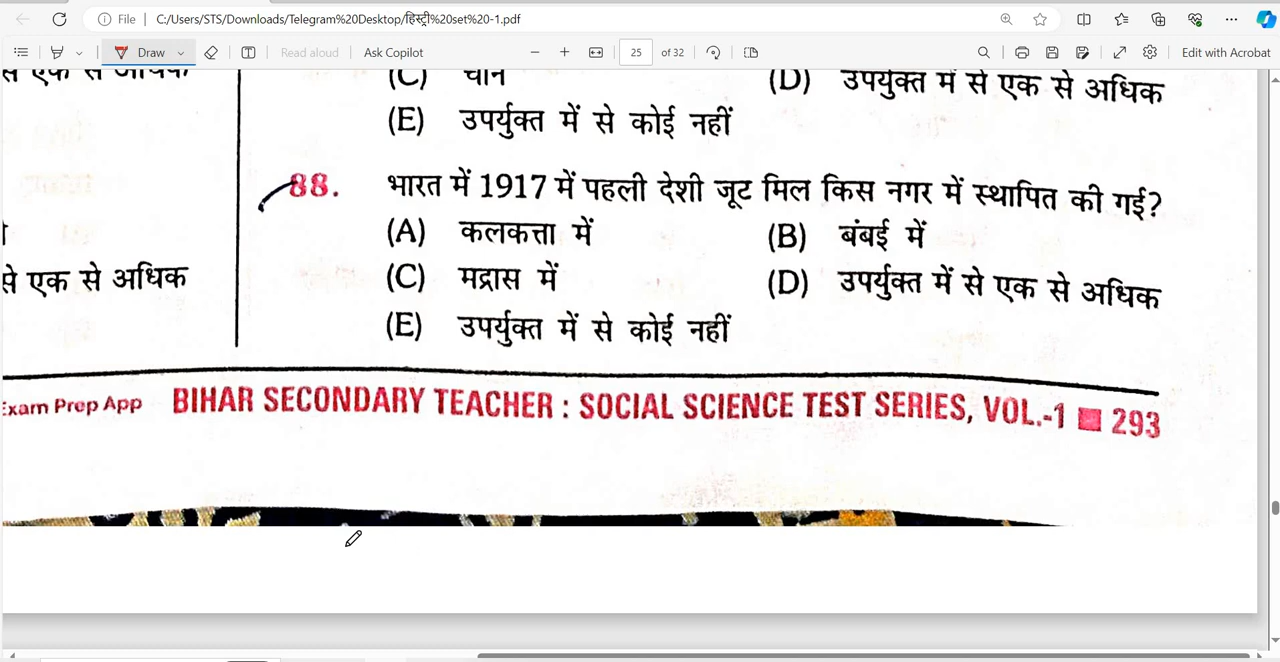 File
C:/Users/STS/Downloads/Telegram%20Desktop/हिस्ट्री%20set%20-1.pdf
Draw
Read aloud
Ask Copilot
25
of 32
Edit with Acrobat
(C) चीन (D) उपर्युक्त में से एक से अधिक
(E) उपर्युक्त में से कोई नहीं
88. भारत में 1917 में पहली देशी जूट मिल किस नगर में स्थापित की गई?
(A) कलकत्ता में (B) बंबई में
से एक से अधिक
(C) मद्रास में (D) उपर्युक्त में से एक से अधिक
(E) उपर्युक्त में से कोई नहीं
Exam Prep App BIHAR SECONDARY TEACHER : SOCIAL SCIENCE TEST SERIES, VOL.-1 293